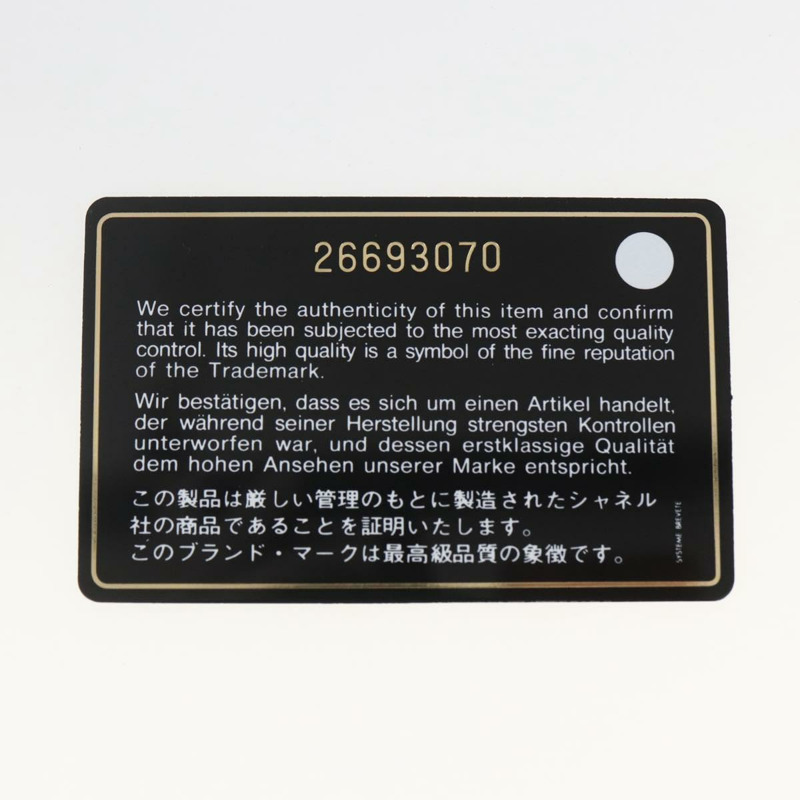 26693070
We certify the authenticity of this item and confirm
that it has been subjected to the most exacting quality
control. Its high quality is a symbol of the fine reputation
of the Trademark.
Wir bestätigen, dass es sich um einen Artikel handelt,
der während seiner Herstellung strengsten Kontrollen
unterworfen war, und dessen erstklassige Qualität
dem hohen Ansehen unserer Marke entspricht.
この製品は厳しい管理のもとに製造されたシャネル
社の商品であることを証明いたします。
このブランド・マークは最高級品質の象徴です。
SYSTEME BREVETE